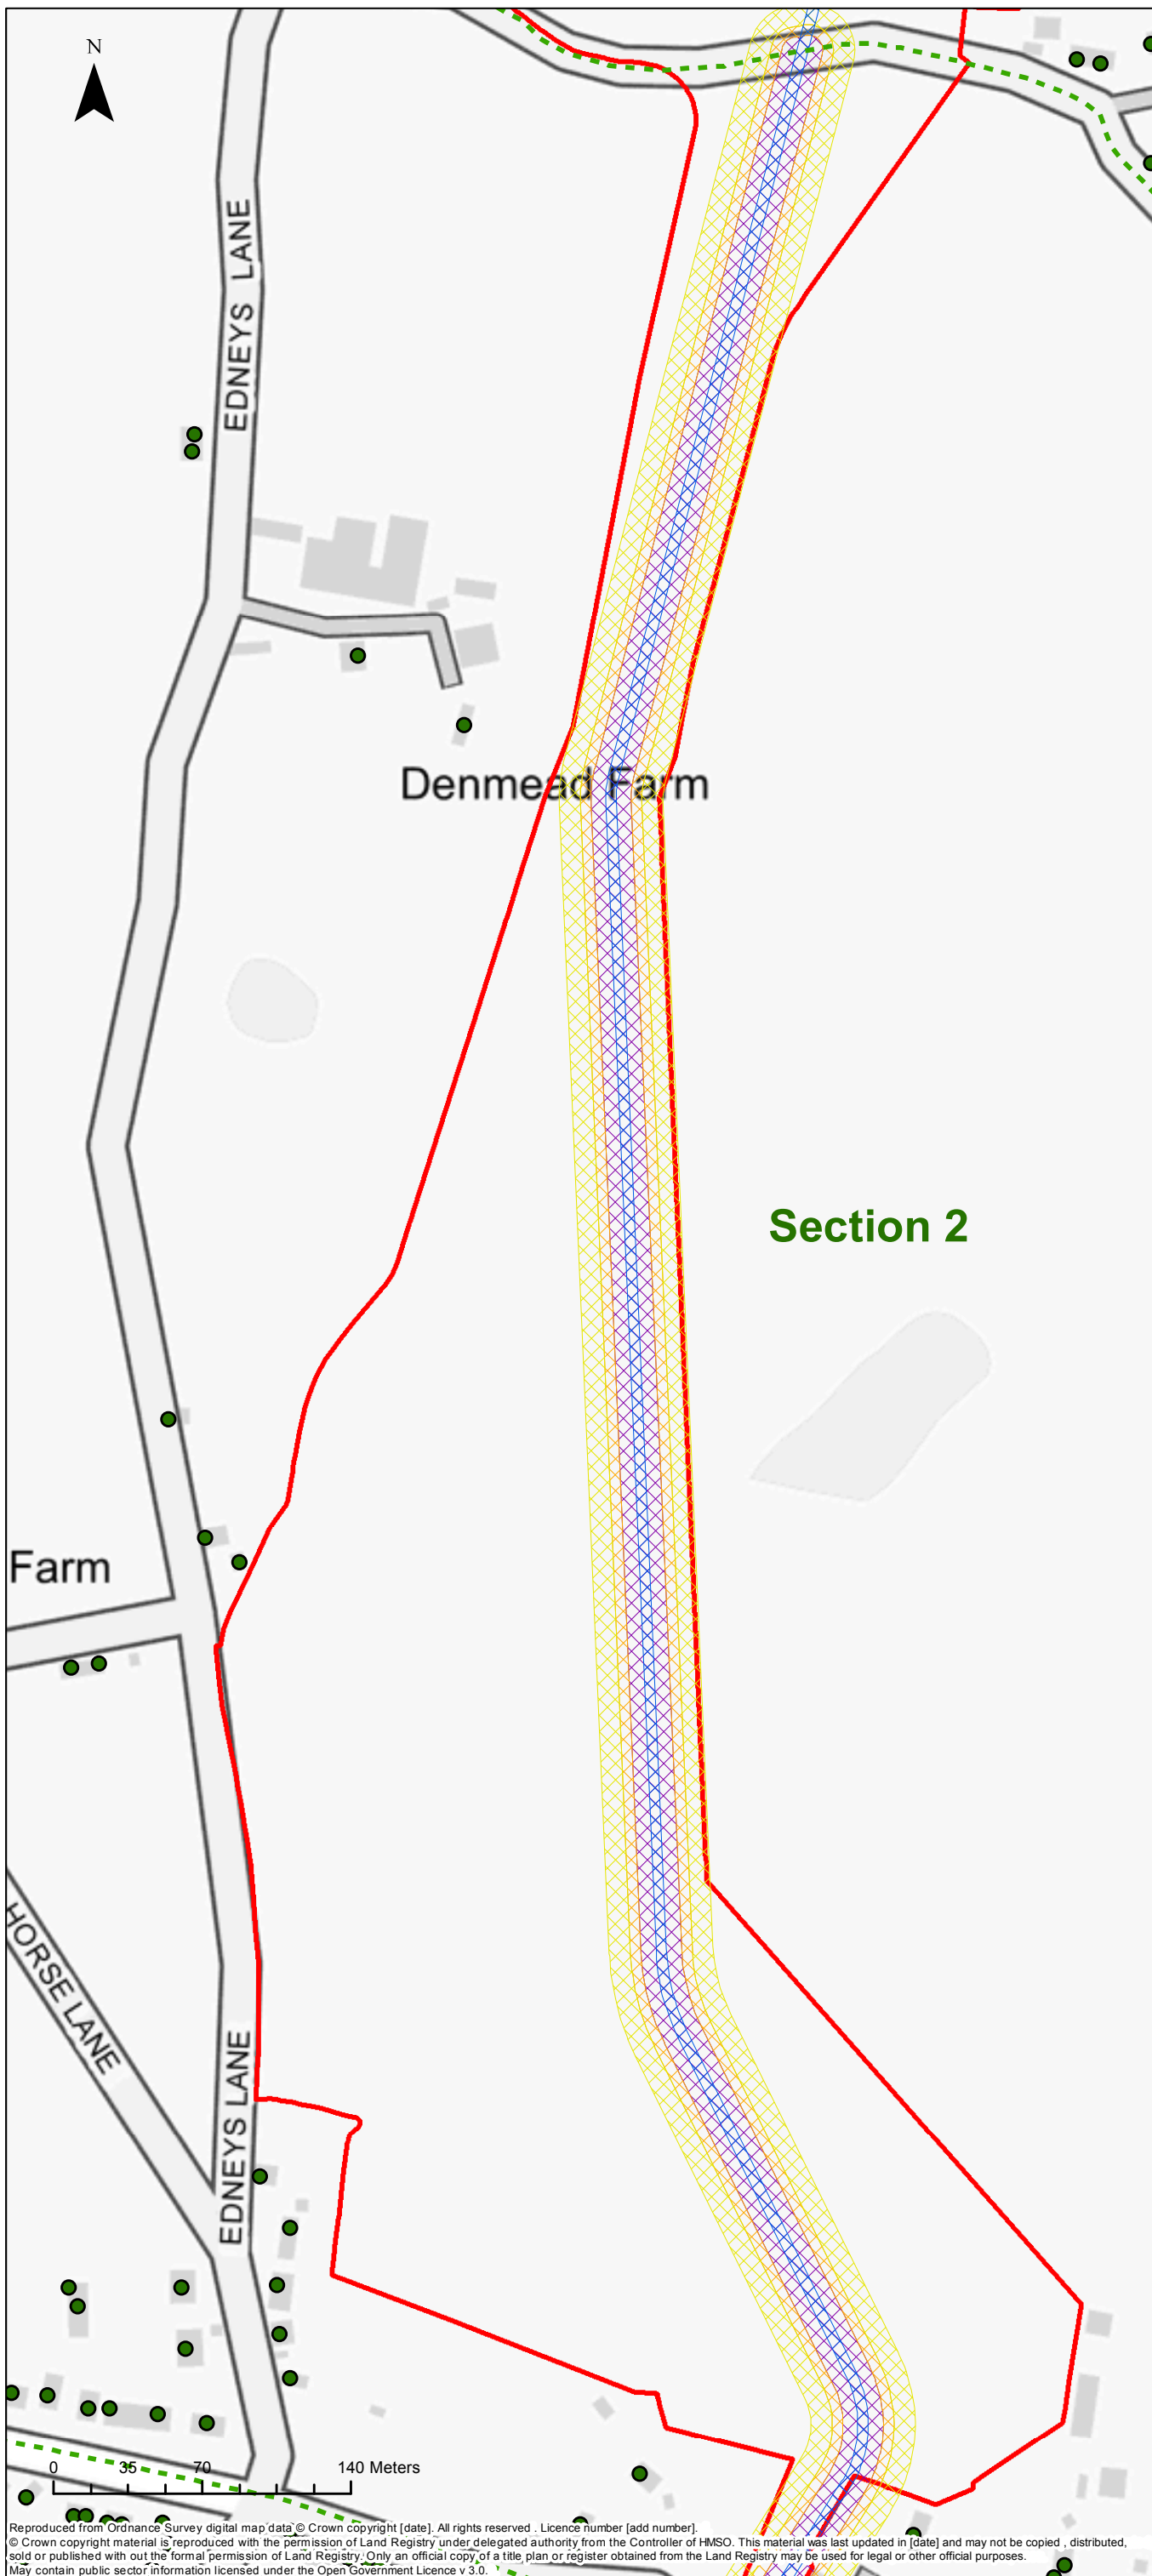 N
EDNEYS LANE
Denmead Farm
Section 2
Farm
HORSE LANE
EDNEYS LANE
0 35 70 140 Meters
Reproduced from Ordnance Survey digital map data © Crown copyright [date]. All rights reserved . Licence number [add number].
© Crown copyright material is reproduced with the permission of Land Registry under delegated authority from the Controller of HMSO. This material was last updated in [date] and may not be copied , distributed,
sold or published with out the formal permission of Land Registry. Only an official copy of a title plan or register obtained from the Land Registry may be used for legal or other official purposes.
May contain public sector information licensed under the Open Government Licence v 3.0.